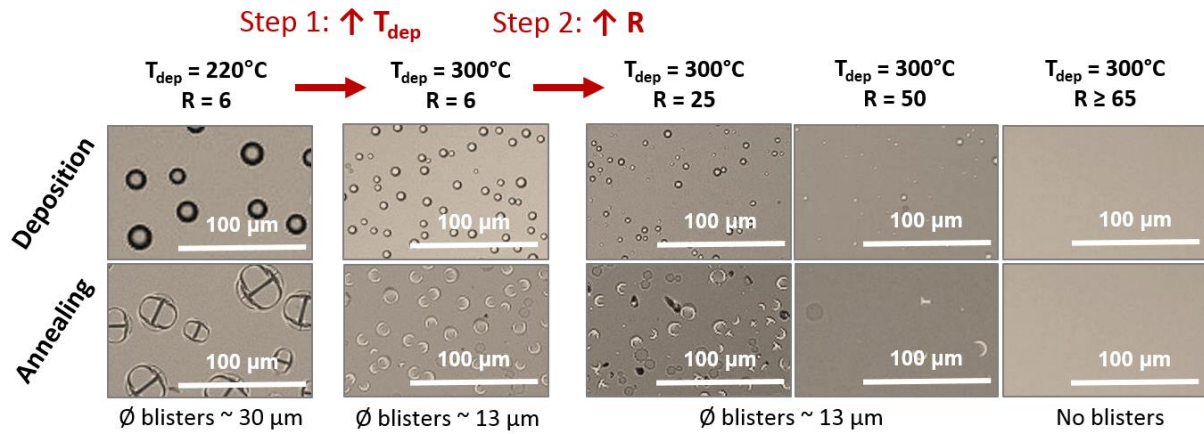 Step 1: ↑ Tdep Step 2: ↑ R
Tdep = 220°C Tdep = 300°C Tdep = 300°C Tdep = 300°C Tdep = 300°C
R = 6 R = 6 R = 25 R = 50 R ≥ 65
Deposition
100 µm 100 µm 100 µm 100 µm 100 µm
Annealing
100 µm 100 µm 100 µm 100 µm 100 µm
Ø blisters ~ 30 µm Ø blisters ~ 13 µm Ø blisters ~ 13 µm No blisters